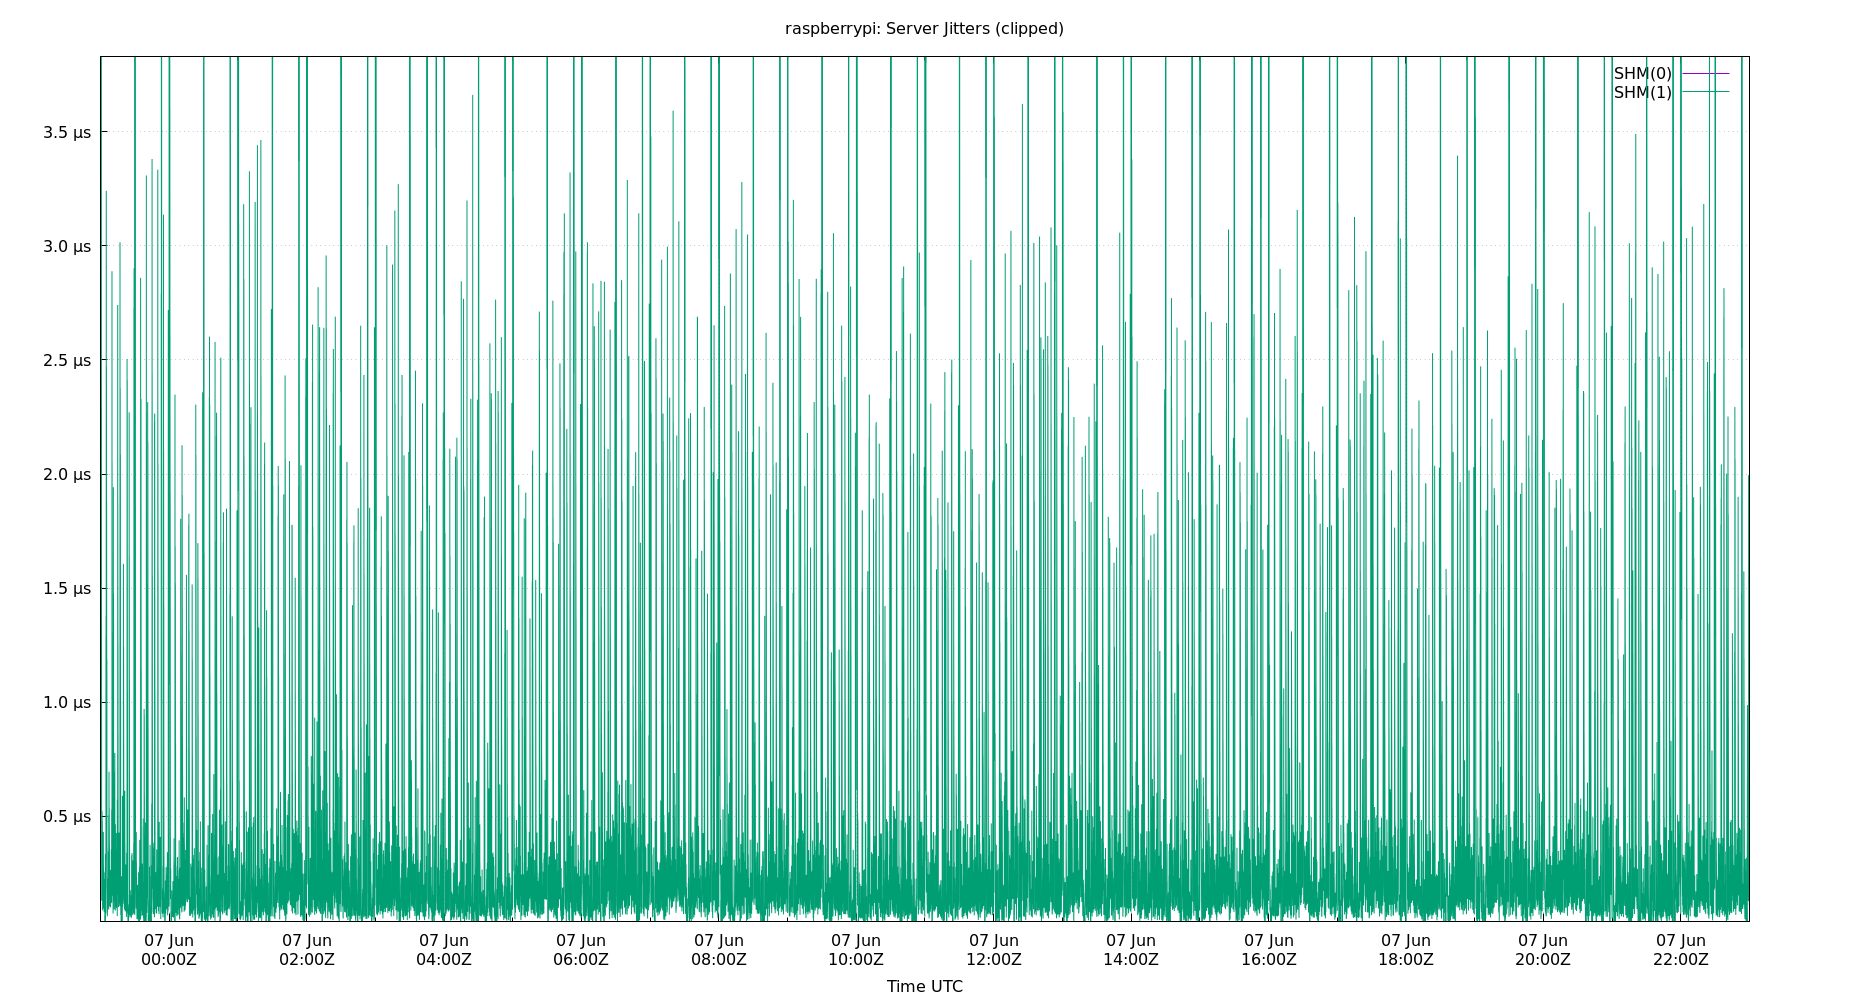 raspberrypi: Server Jitters (clipped)
SHM(0)
SHM(1)
3.5 µs
3.0 µs
2.5 µs
2.0 µs
1.5 µs
1.0 µs
0.5 µs
07 Jun 07 Jun 07 Jun 07 Jun 07 Jun 07 Jun 07 Jun 07 Jun 07 Jun 07 Jun 07 Jun 07 Jun
00:00Z 02:00Z 04:00Z 06:00Z 08:00Z 10:00Z 12:00Z 14:00Z 16:00Z 18:00Z 20:00Z 22:00Z
Time UTC